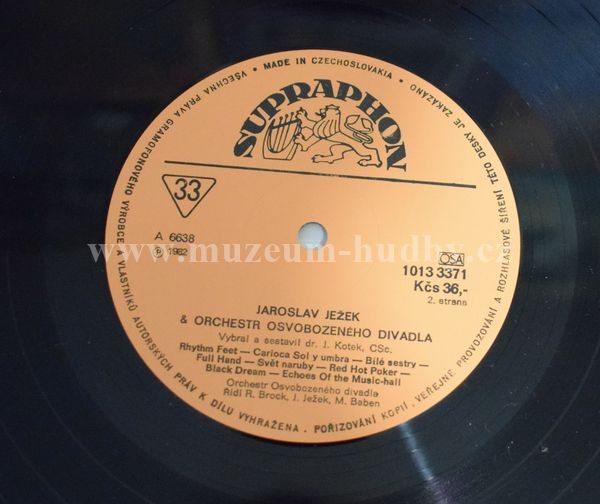 VŠECHNA PRÁVA GRAMOFONOVÉHO VÝROBCE A VLASTNÍKŮ AUTORSKÝCH PRÁV K DÍLU VYHRAŽENA . POŘIZOVÁNÍ KOPIÍ , VEŘEJNÉ PROVOZOVÁNÍ A ROZHLASOVÉ ŠÍŘENÍ TÉTO DESKY JE ZAKÁZÁNO
• MADE IN CZECHOSLOVAKIA •
SUPRAPHON
33
A 6638
℗ 1982
www.muzeum-hudby.cz
OSA
1013 3371
Kčs 36,-
2. strana
JAROSLAV JEŽEK
& ORCHESTR OSVOBOZENÉHO DIVADLA
Vybral a sestavil dr. J. Kotek, CSc.
Rhythm Feet — Carioca Sol y umbra — Bílé sestry —
Full Hand — Svět naruby — Red Hot Poker —
Black Dream — Echoes Of the Music-hall
Orchestr Osvobozeného divadla
Řídí R. Brock, J. Ježek, M. Baben